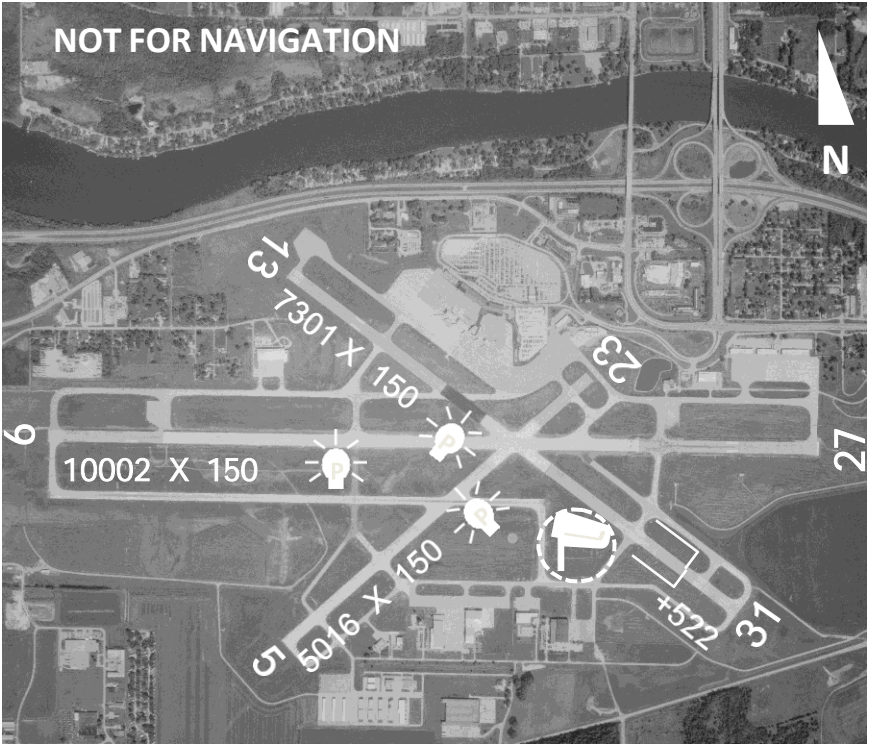 NOT FOR NAVIGATION
N
13
7301 X 150
23
9
27
P
P
10002 X 150
P
5016 X 150
5
+522
31